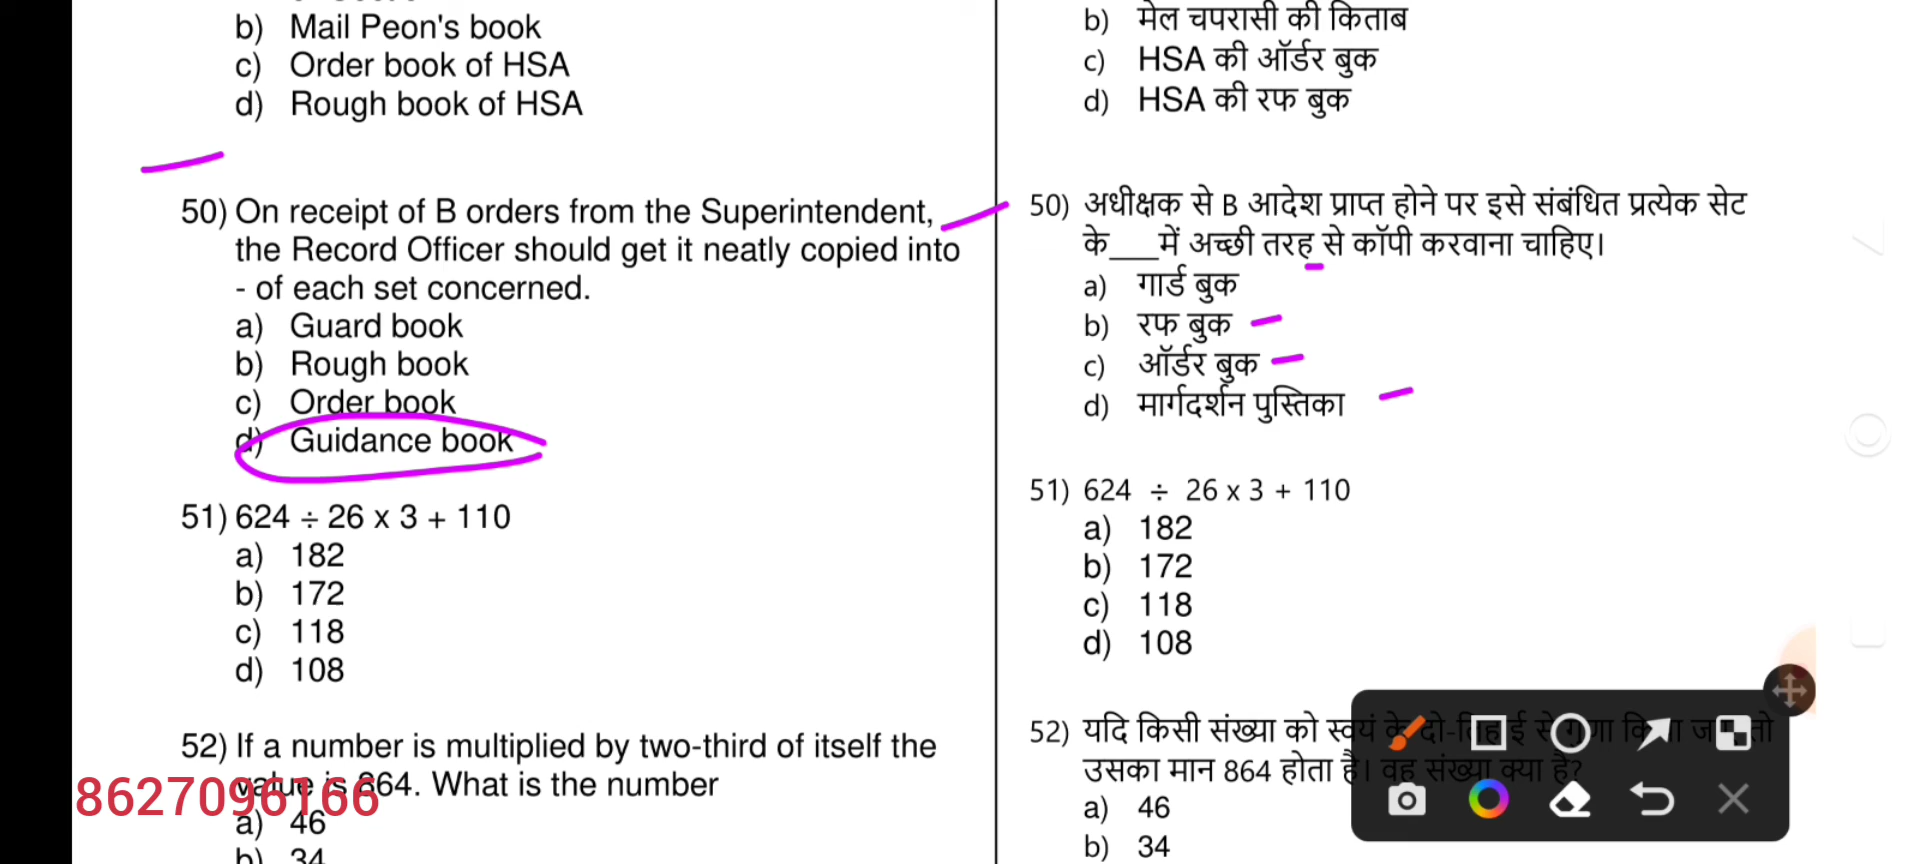 b) Mail Peon's book
c) Order book of HSA
d) Rough book of HSA
50) On receipt of B orders from the Superintendent,
the Record Officer should get it neatly copied into
- of each set concerned.
a) Guard book
b) Rough book
c) Order book
d) Guidance book
51) 624 ÷ 26 x 3 + 110
a) 182
b) 172
c) 118
d) 108
52) If a number is multiplied by two-third of itself the
value is 864. What is the number
8627096166
a) 46
b) 34
b) मेल चपरासी की किताब
c) HSA की ऑर्डर बुक
d) HSA की रफ बुक
50) अधीक्षक से B आदेश प्राप्त होने पर इसे संबंधित प्रत्येक सेट
के___में अच्छी तरह से कॉपी करवाना चाहिए।
a) गार्ड बुक
b) रफ बुक
c) ऑर्डर बुक
d) मार्गदर्शन पुस्तिका
51) 624 ÷ 26 x 3 + 110
a) 182
b) 172
c) 118
d) 108
52) यदि किसी संख्या को स्वयं के दो-तिहाई से गुणा किया जाए तो
उसका मान 864 होता है। वह संख्या क्या है?
a) 46
b) 34